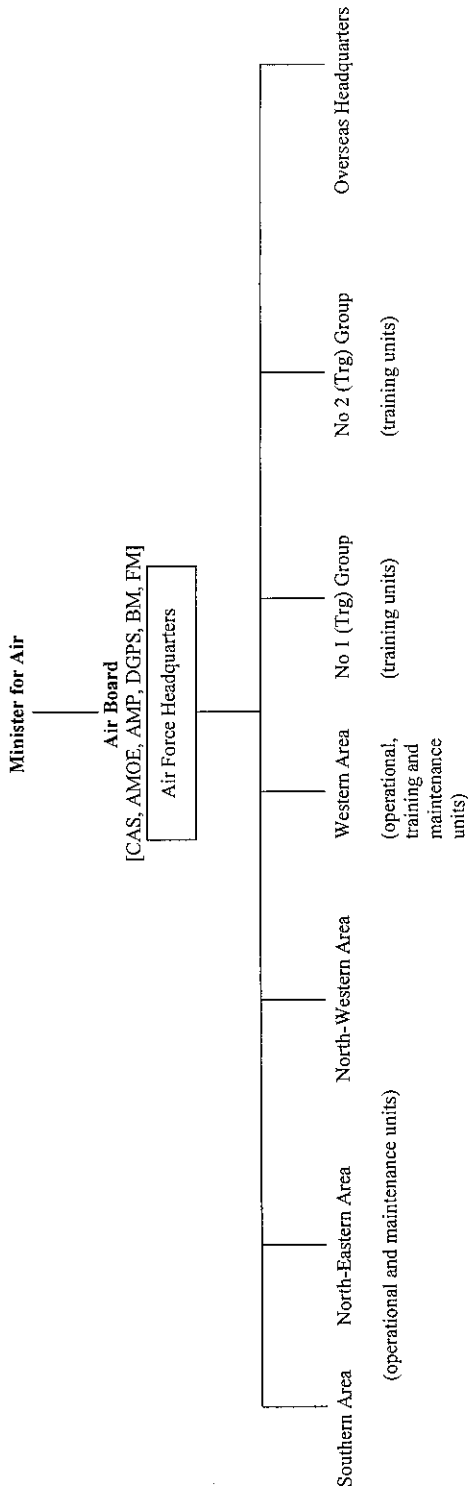 Minister for Air
Air Board
[CAS, AMOE, AMP, DGPS, BM, FM]
Air Force Headquarters
Southern Area
North-Eastern Area
North-Western Area
(operational and maintenance units)
Western Area
(operational,
training and
maintenance
units)
No 1 (Trg) Group
(training units)
No 2 (Trg) Group
(training units)
Overseas Headquarters